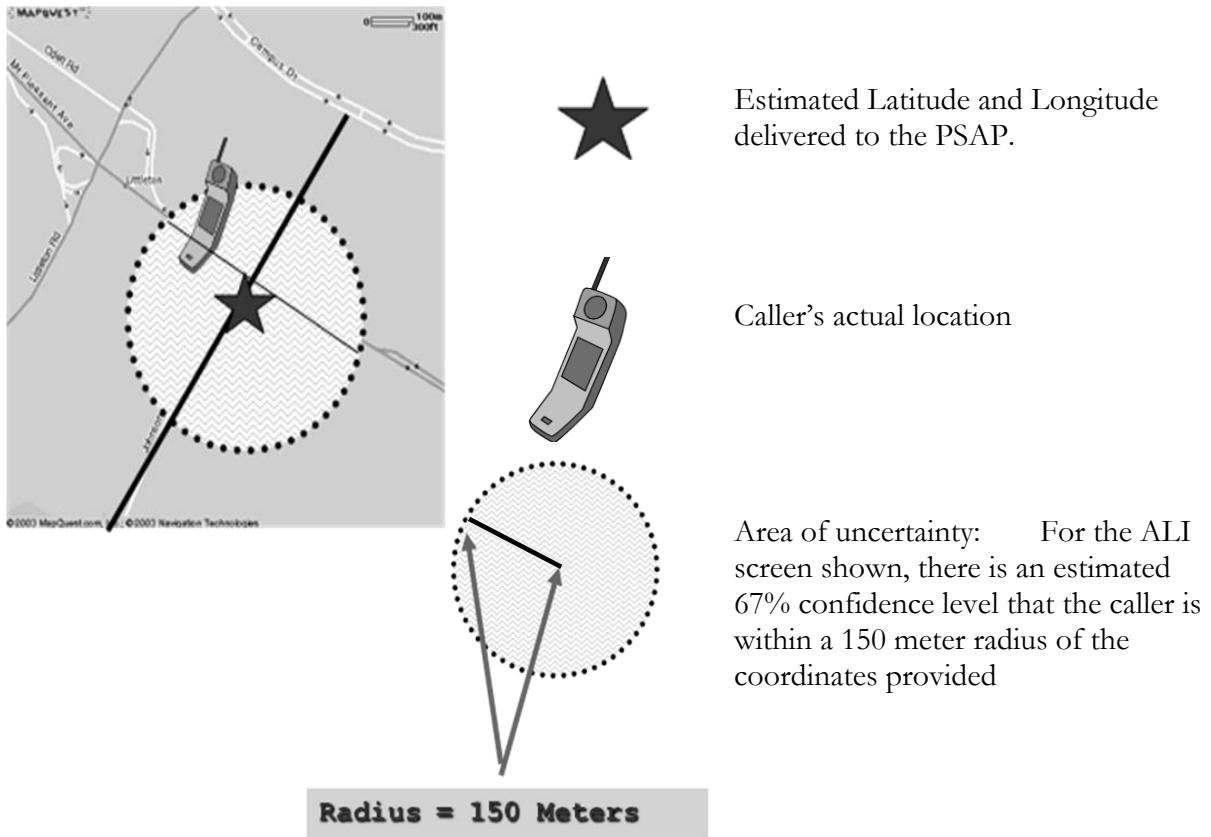 MAPQUEST
0 100m
300ft
Campus Dr
Odell Rd
Mt Pleasant Ave
Littleton
Littleton Rd
Johnson
©2003 MapQuest.com, Inc.; ©2003 Navigation Technologies
Estimated Latitude and Longitude
delivered to the PSAP.
Caller’s actual location
Area of uncertainty: For the ALI
screen shown, there is an estimated
67% confidence level that the caller is
within a 150 meter radius of the
coordinates provided
Radius = 150 Meters